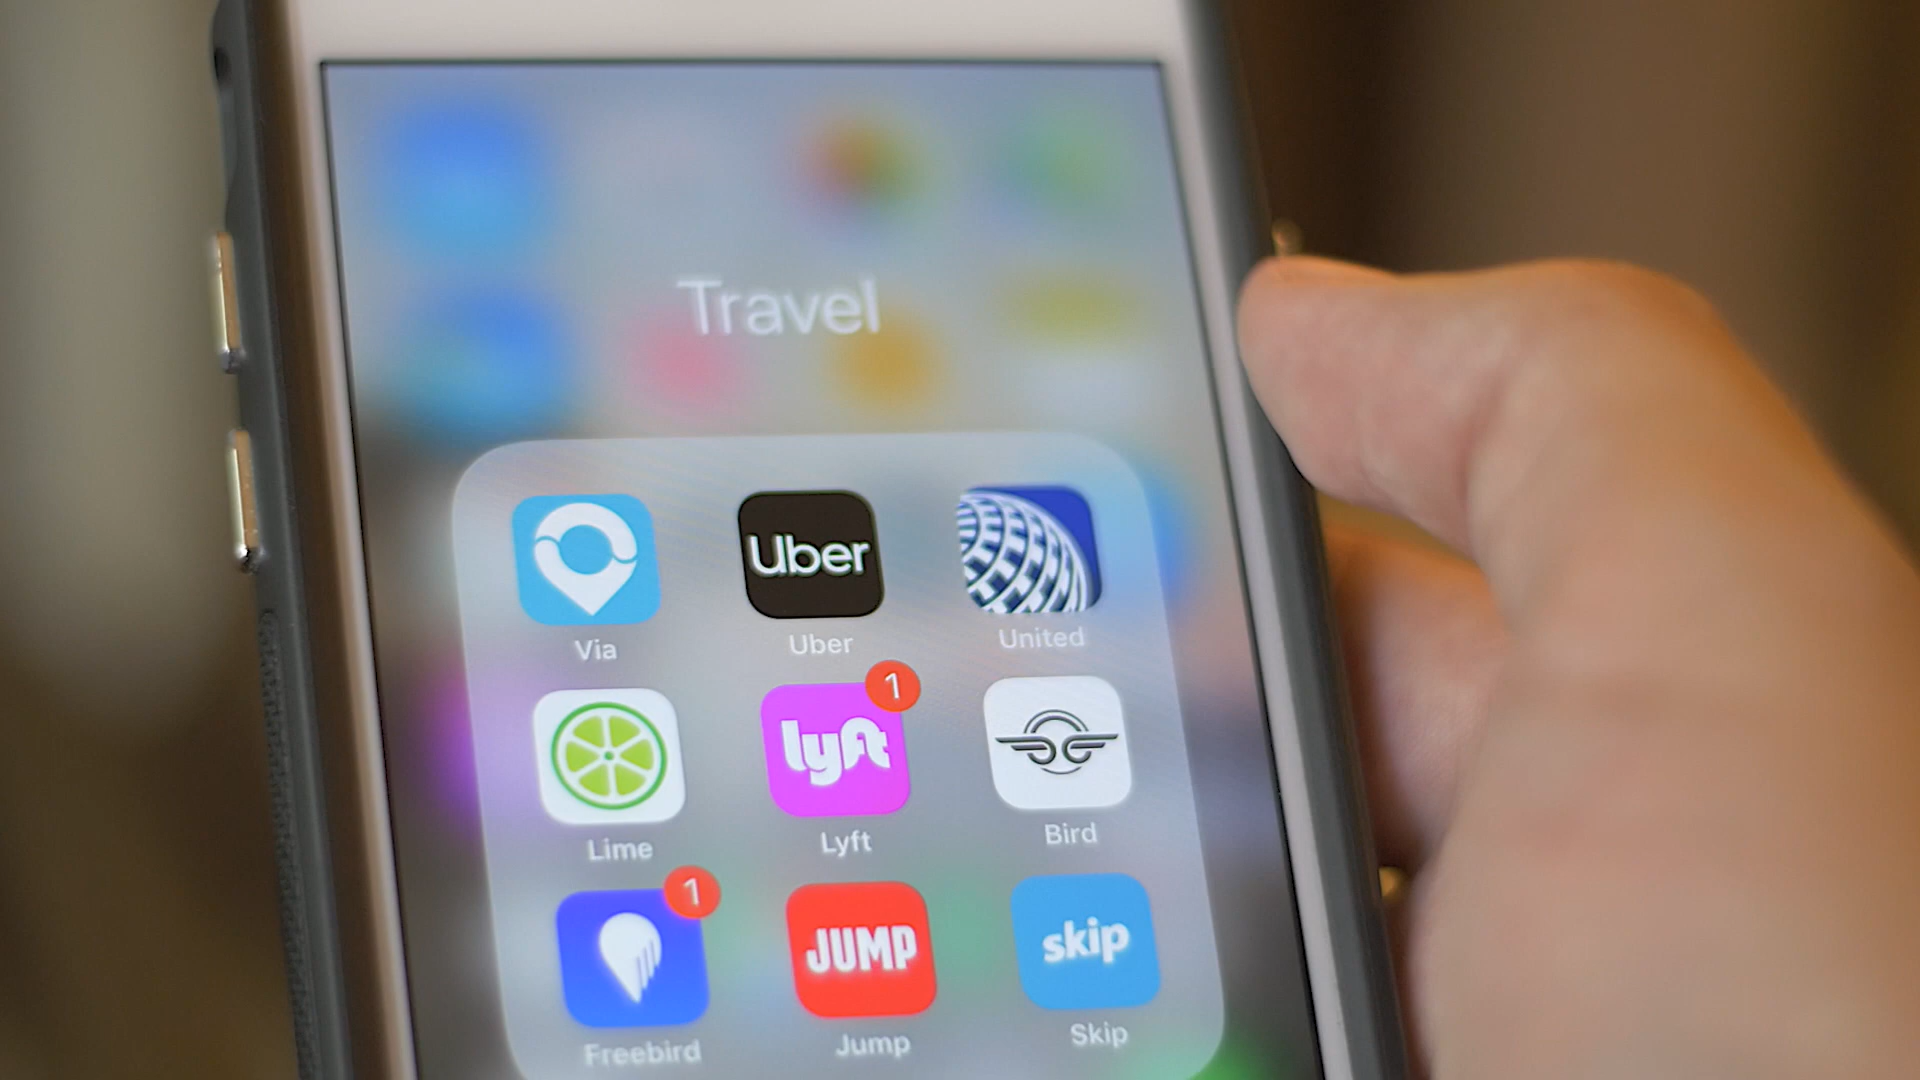 Travel
Uber
Via
Uber
United
1
lyft
Lime
Lyft
Bird
1
JUMP
skip
Freebird
Jump
Skip